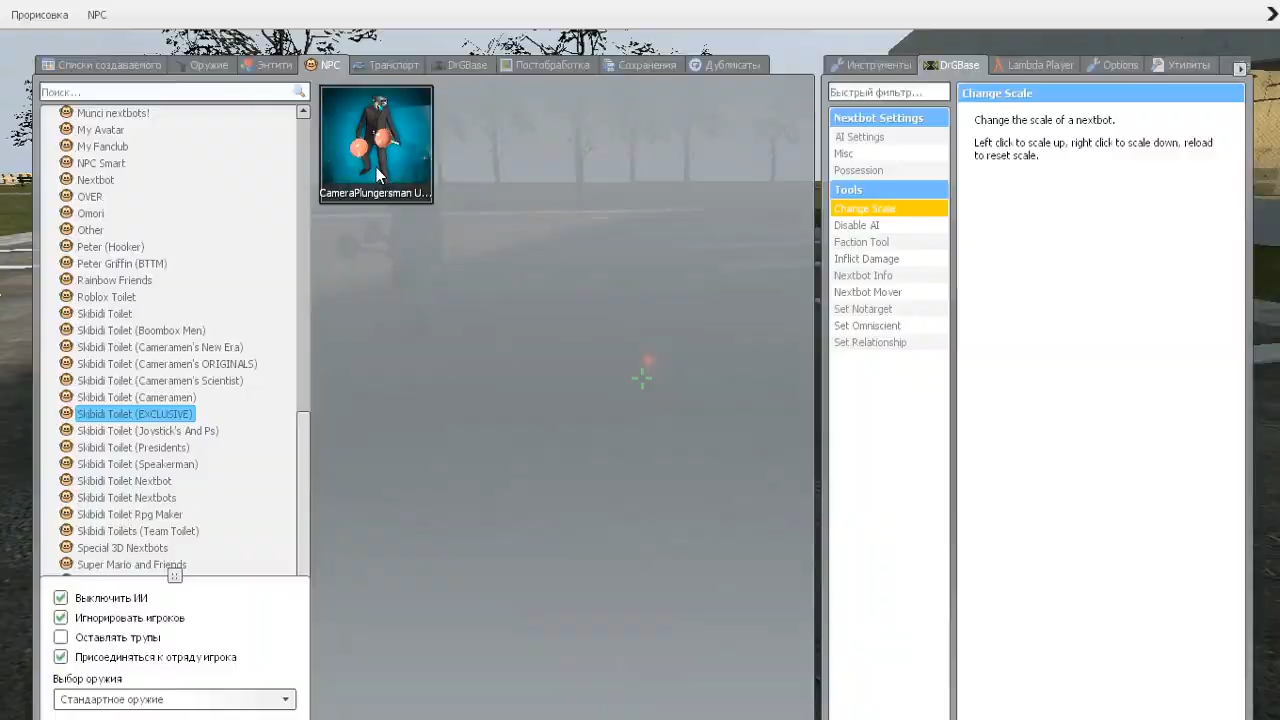 Прорисовка NPC
Списки создаваемого Оружие Энтити NPC Транспорт DrGBase Постобработка Сохранения Дубликаты
Поиск...
Munci nextbots!
My Avatar
My Fanclub
NPC Smart
Nextbot
OVER
Omori
Other
Peter (Hooker)
Peter Griffin (BTTM)
Rainbow Friends
Roblox Toilet
Skibidi Toilet
Skibidi Toilet (Boombox Men)
Skibidi Toilet (Cameramen's New Era)
Skibidi Toilet (Cameramen's ORIGINALS)
Skibidi Toilet (Cameramen's Scientist)
Skibidi Toilet (Cameramen)
Skibidi Toilet (EXCLUSIVE)
Skibidi Toilet (Joystick's And Ps)
Skibidi Toilet (Presidents)
Skibidi Toilet (Speakerman)
Skibidi Toilet Nextbot
Skibidi Toilet Nextbots
Skibidi Toilet Rpg Maker
Skibidi Toilets (Team Toilet)
Special 3D Nextbots
Super Mario and Friends
Выключить ИИ
Игнорировать игроков
Оставлять трупы
Присоединяться к отряду игрока
Выбор оружия
Стандартное оружие
CameraPlungersman U...
Инструменты DrGBase Lambda Player Options Утилиты
Быстрый фильтр...
Nextbot Settings
AI Settings
Misc
Possession
Tools
Change Scale
Disable AI
Faction Tool
Inflict Damage
Nextbot Info
Nextbot Mover
Set Notarget
Set Omniscient
Set Relationship
Change Scale
Change the scale of a nextbot.
Left click to scale up, right click to scale down, reload
to reset scale.